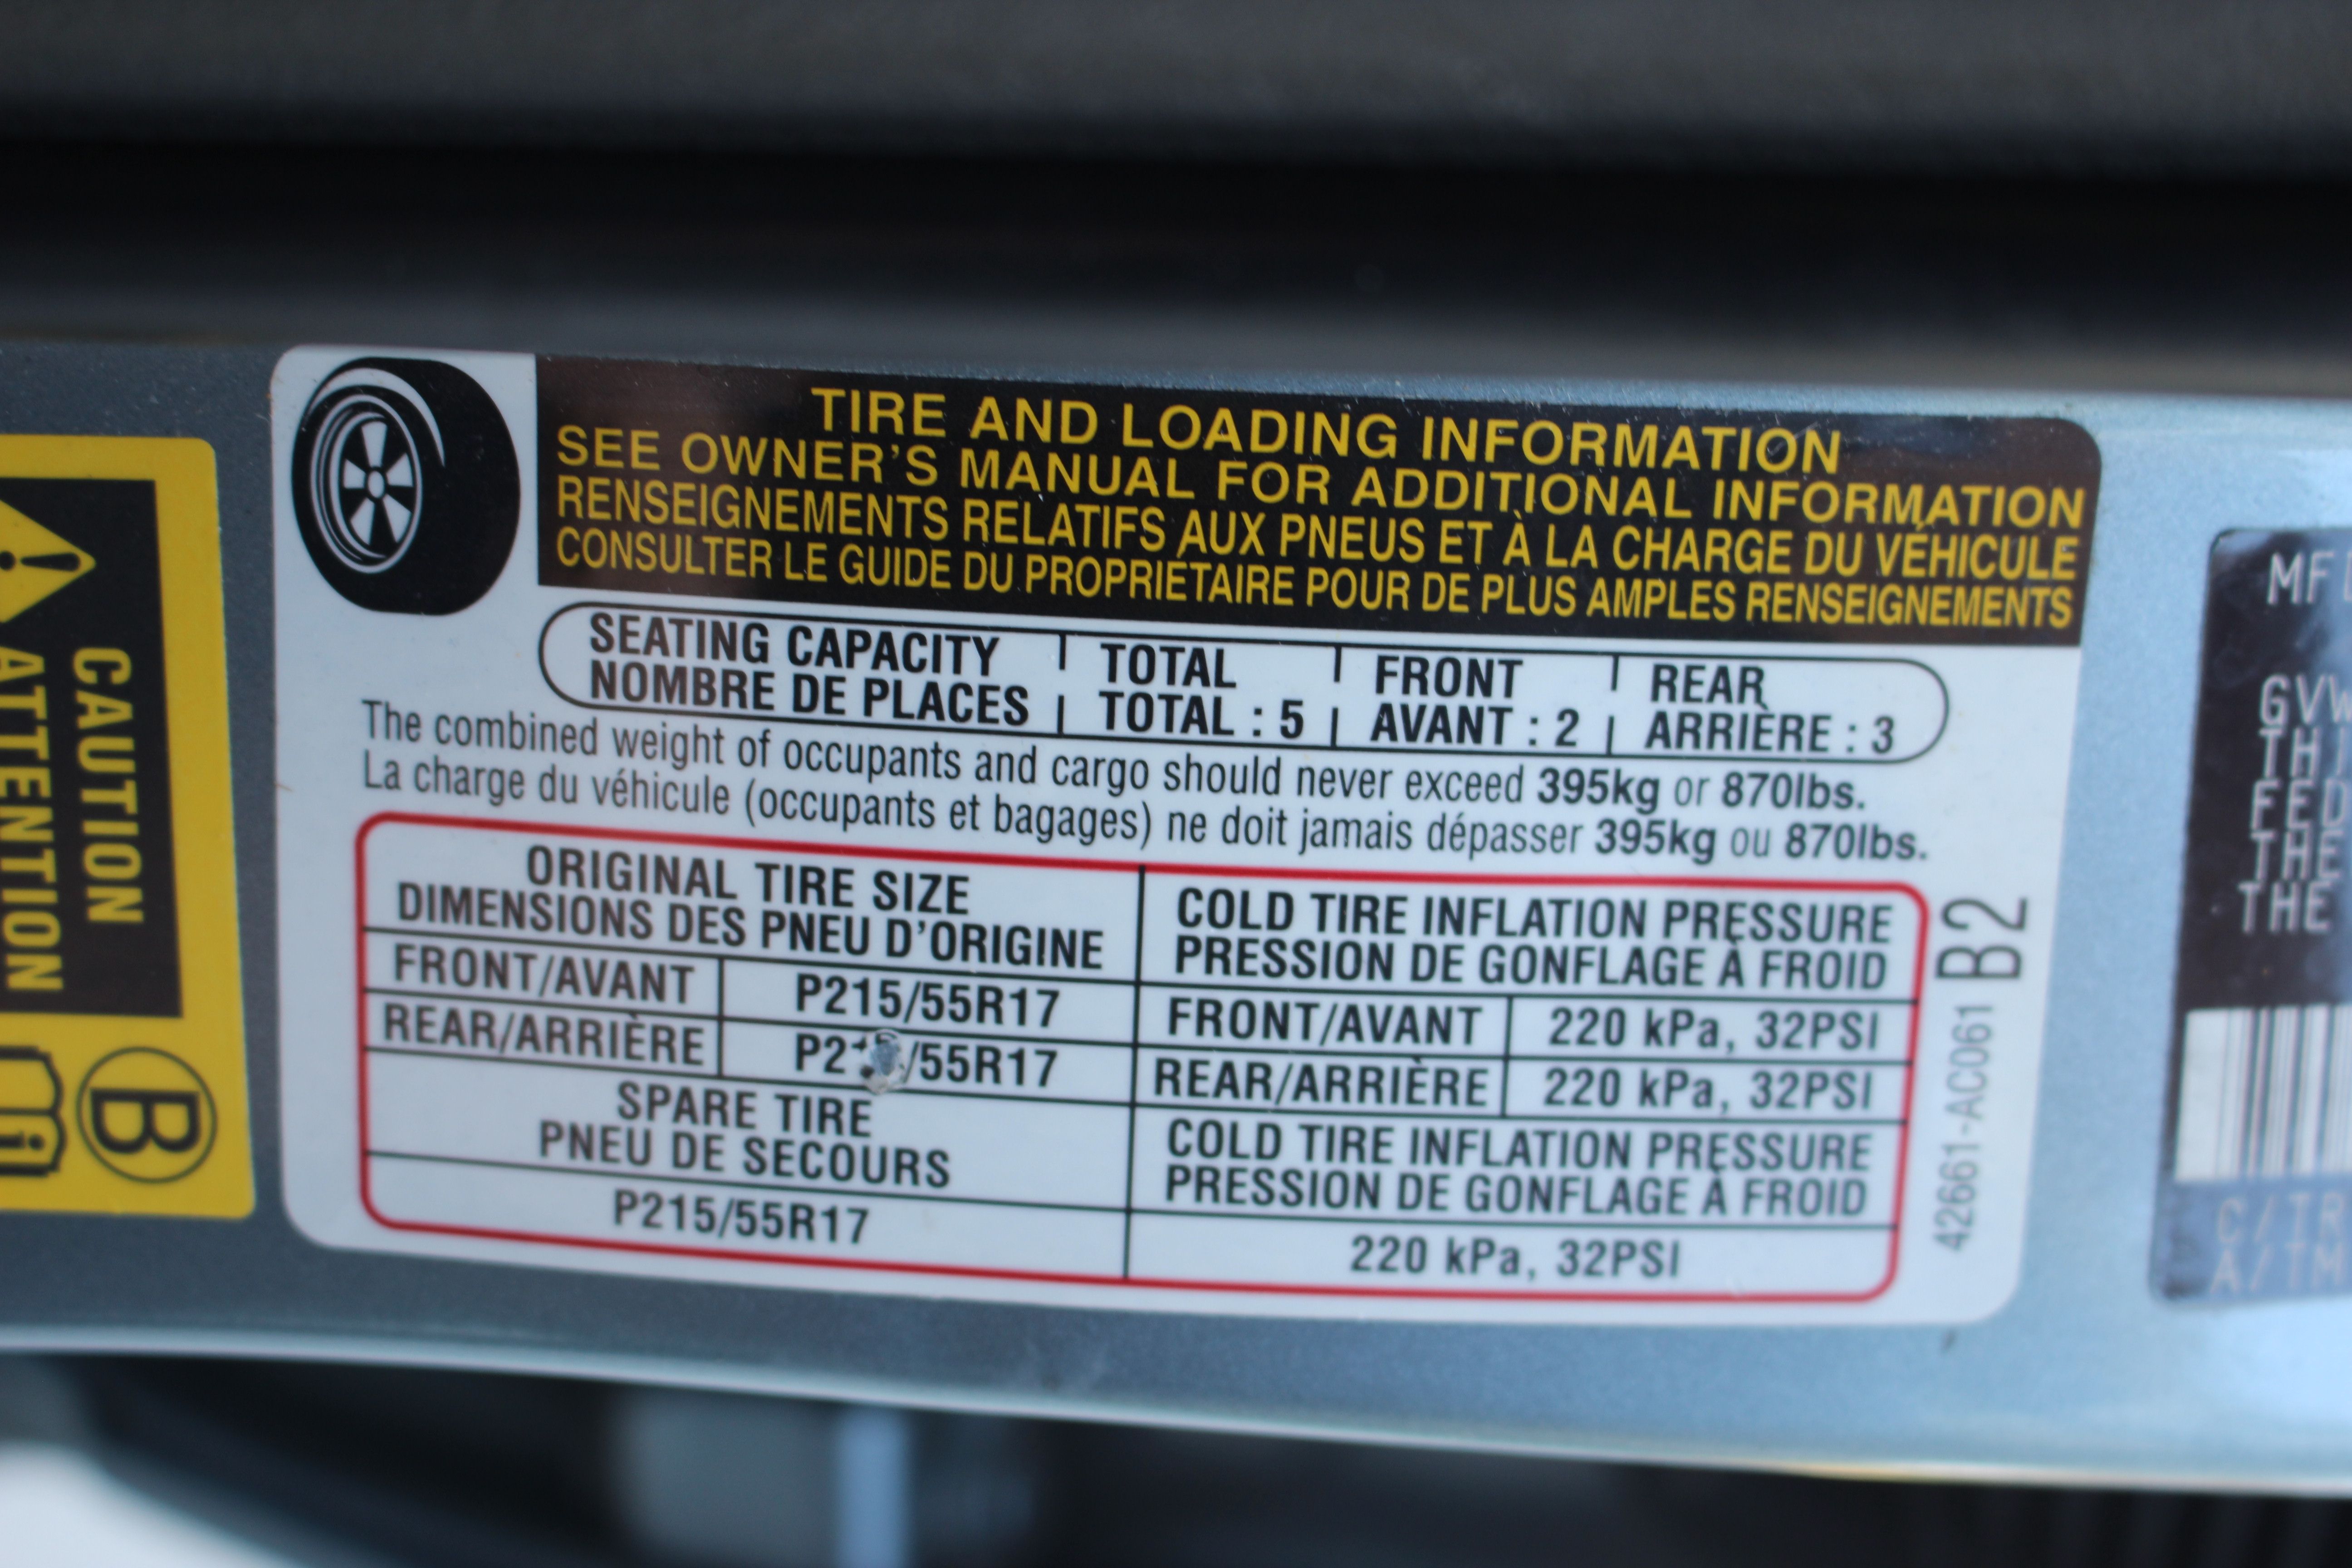 TIRE AND LOADING INFORMATION
SEE OWNER'S MANUAL FOR ADDITIONAL INFORMATION
RENSEIGNEMENTS RELATIFS AUX PNEUS ET À LA CHARGE DU VÉHICULE
CONSULTER LE GUIDE DU PROPRIÉTAIRE POUR DE PLUS AMPLES RENSEIGNEMENTS
SEATING CAPACITY TOTAL FRONT REAR
NOMBRE DE PLACES TOTAL : 5 AVANT : 2 ARRIÈRE : 3
The combined weight of occupants and cargo should never exceed 395kg or 870lbs.
La charge du véhicule (occupants et bagages) ne doit jamais dépasser 395kg ou 870lbs.
ORIGINAL TIRE SIZE
DIMENSIONS DES PNEU D'ORIGINE
COLD TIRE INFLATION PRESSURE
PRESSION DE GONFLAGE À FROID
FRONT/AVANT P215/55R17 FRONT/AVANT 220 kPa, 32PSI
REAR/ARRIÈRE /55R17 REAR/ARRIÈRE 220 kPa, 32PSI
SPARE TIRE
PNEU DE SECOURS
COLD TIRE INFLATION PRESSURE
PRESSION DE GONFLAGE À FROID
P215/55R17 220 kPa, 32PSI
42661-AC061 B2
CAUTION
ATTENTION
B
i
THE
THE